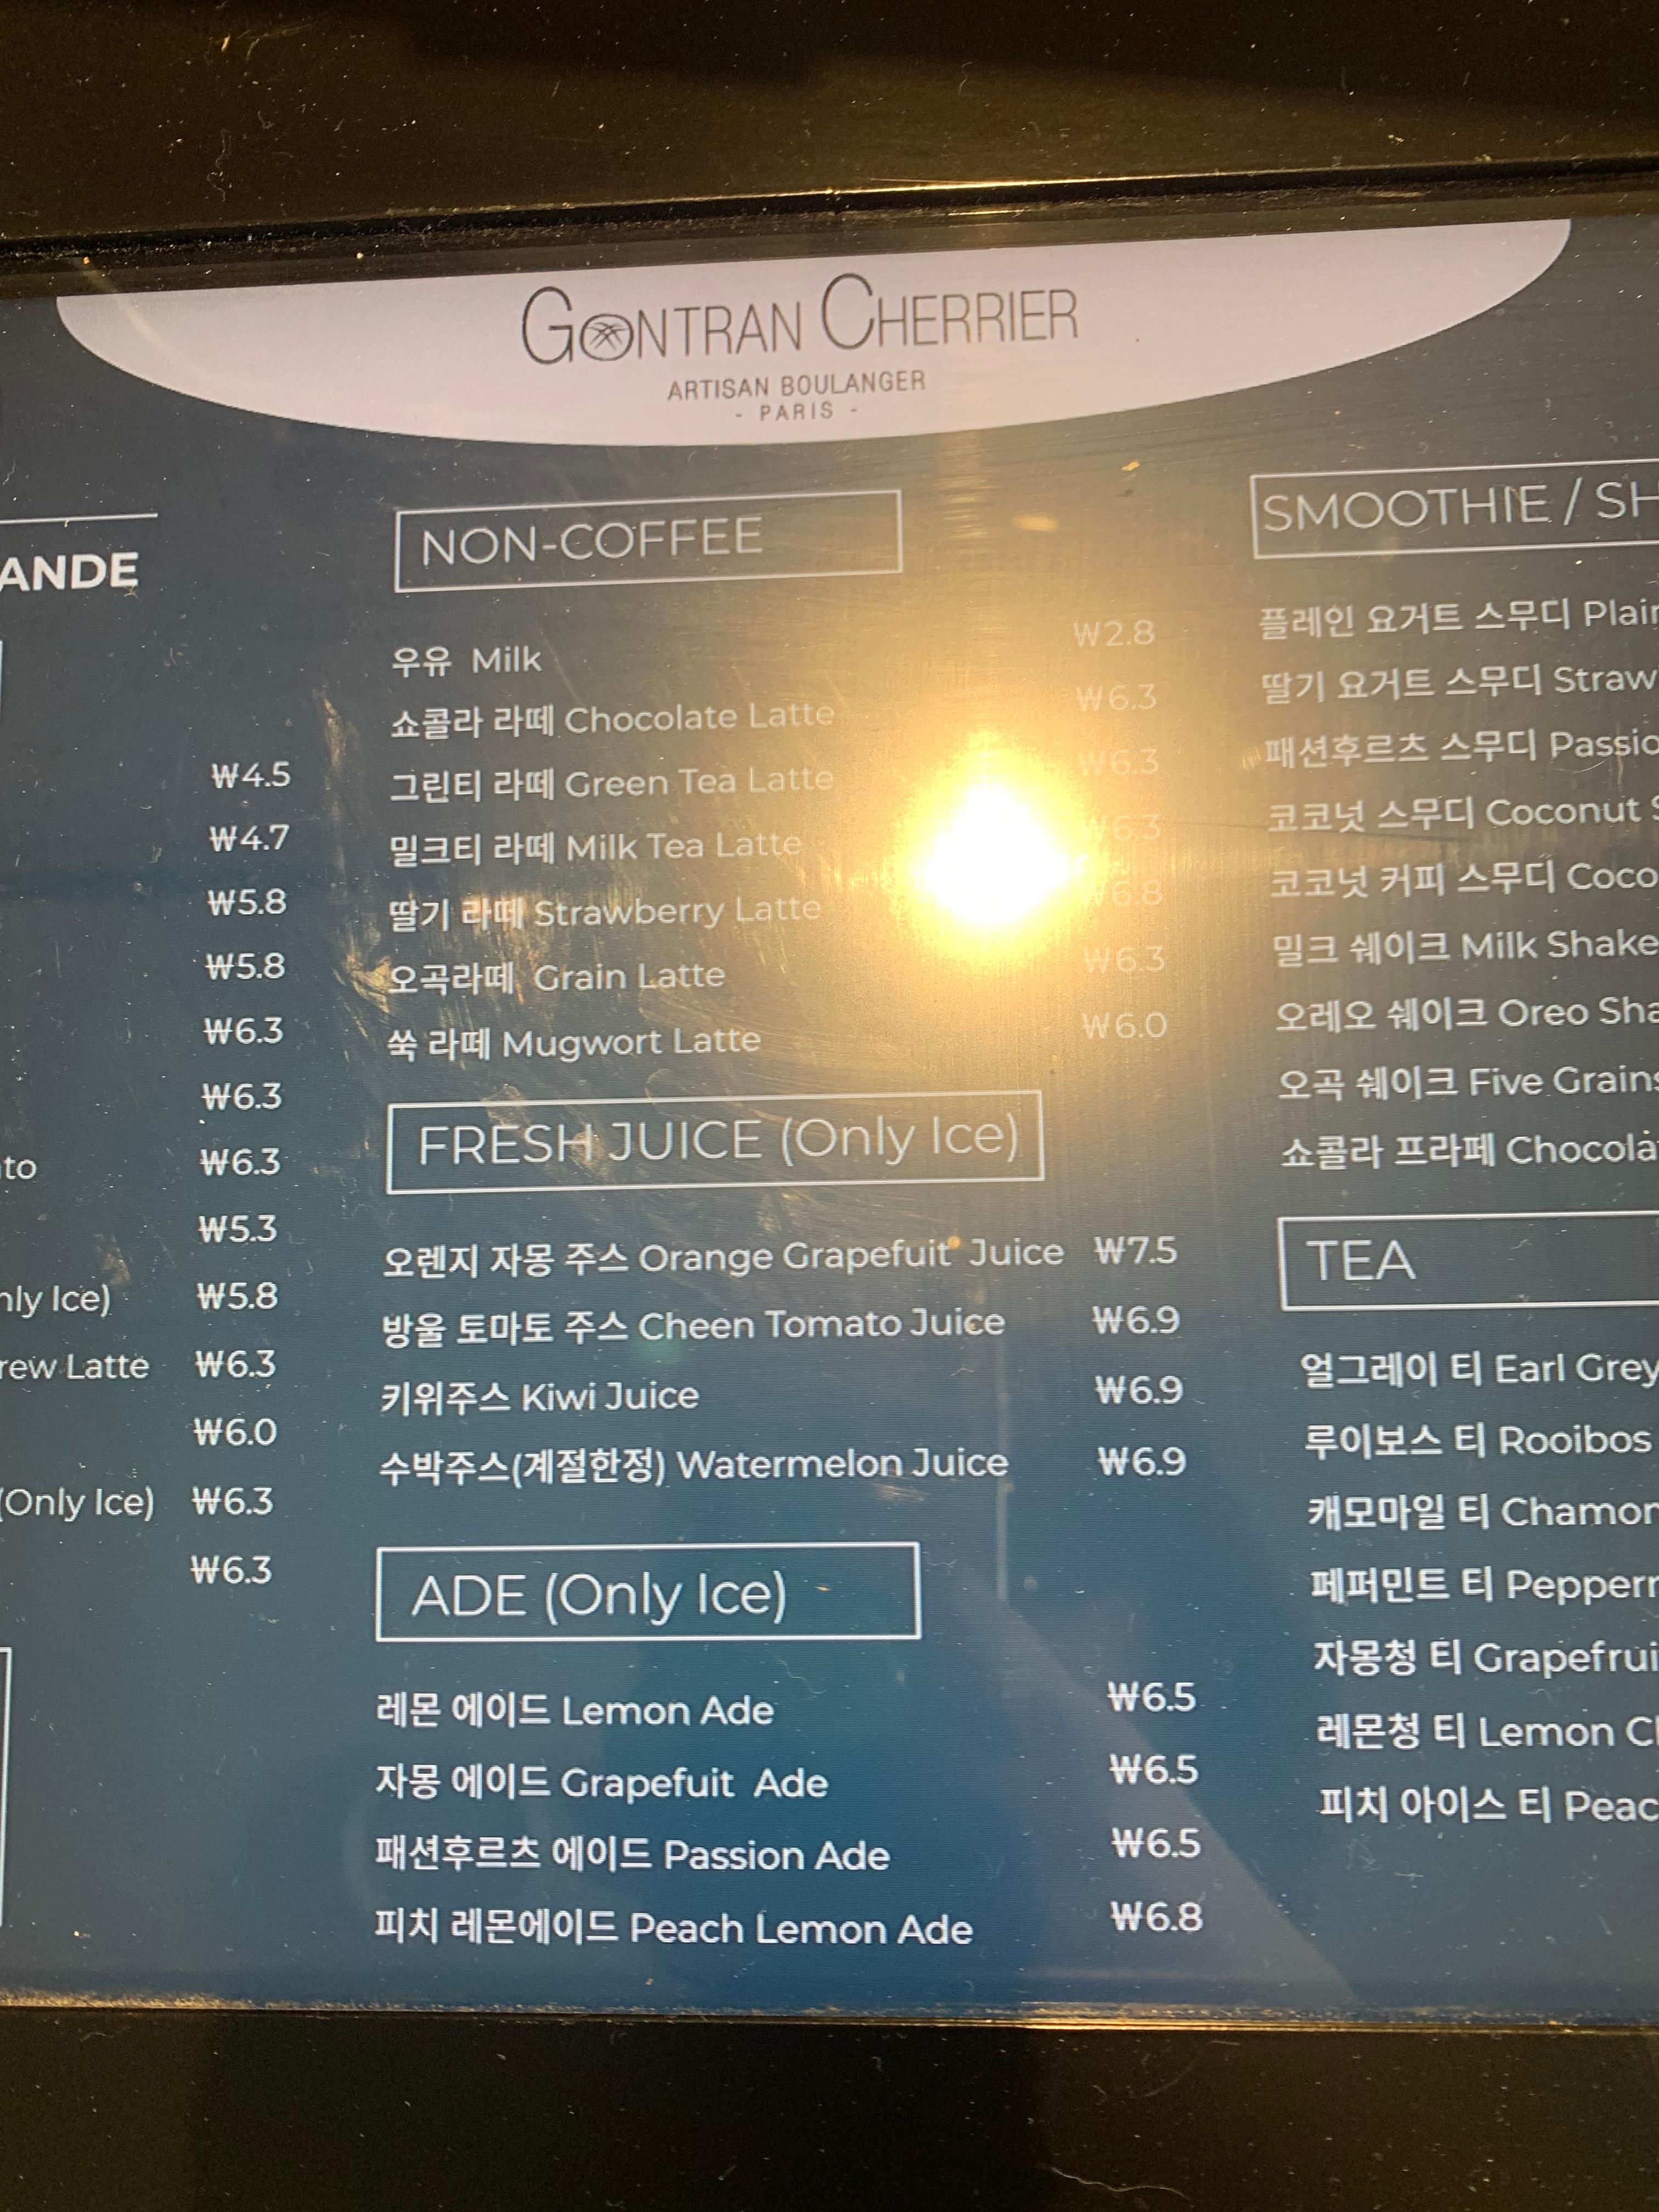 GONTRAN CHERRIER
ARTISAN BOULANGER
- PARIS -
ANDE
₩4.5
₩4.7
₩5.8
₩5.8
₩6.3
₩6.3
to ₩6.3
₩5.3
nly Ice) ₩5.8
rew Latte ₩6.3
₩6.0
(Only Ice) ₩6.3
₩6.3
NON-COFFEE
우유 Milk ₩2.8
쇼콜라 라떼 Chocolate Latte ₩6.3
그린티 라떼 Green Tea Latte ₩6.3
밀크티 라떼 Milk Tea Latte ₩6.3
딸기 라떼 Strawberry Latte ₩6.8
오곡라떼 Grain Latte ₩6.3
쑥 라떼 Mugwort Latte ₩6.0
FRESH JUICE (Only Ice)
오렌지 자몽 주스 Orange Grapefuit Juice ₩7.5
방울 토마토 주스 Cheen Tomato Juice ₩6.9
키위주스 Kiwi Juice ₩6.9
수박주스(계절한정) Watermelon Juice ₩6.9
ADE (Only Ice)
레몬 에이드 Lemon Ade ₩6.5
자몽 에이드 Grapefuit Ade ₩6.5
패션후르츠 에이드 Passion Ade ₩6.5
피치 레몬에이드 Peach Lemon Ade ₩6.8
SMOOTHIE / SH
플레인 요거트 스무디 Plain
딸기 요거트 스무디 Straw
패션후르츠 스무디 Passio
코코넛 스무디 Coconut S
코코넛 커피 스무디 Coco
밀크 쉐이크 Milk Shake
오레오 쉐이크 Oreo Sha
오곡 쉐이크 Five Grains
쇼콜라 프라페 Chocola
TEA
얼그레이 티 Earl Grey
루이보스 티 Rooibos
캐모마일 티 Chamom
페퍼민트 티 Pepperm
자몽청 티 Grapefrui
레몬청 티 Lemon Ch
피치 아이스 티 Peac